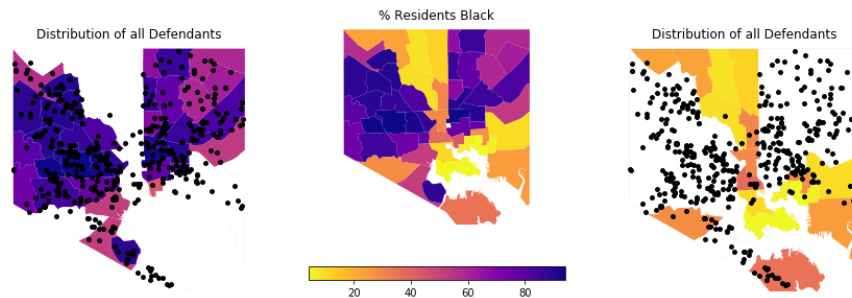 % Residents Black
Distribution of all Defendants
Distribution of all Defendants
20 40 60 80